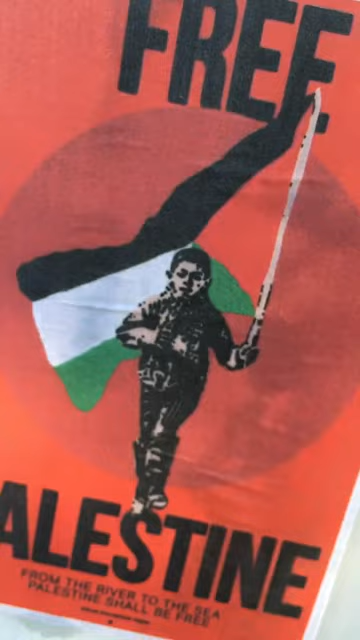 FREE
ALESTINE
FROM THE RIVER TO THE SEA
PALESTINE SHALL BE FREE